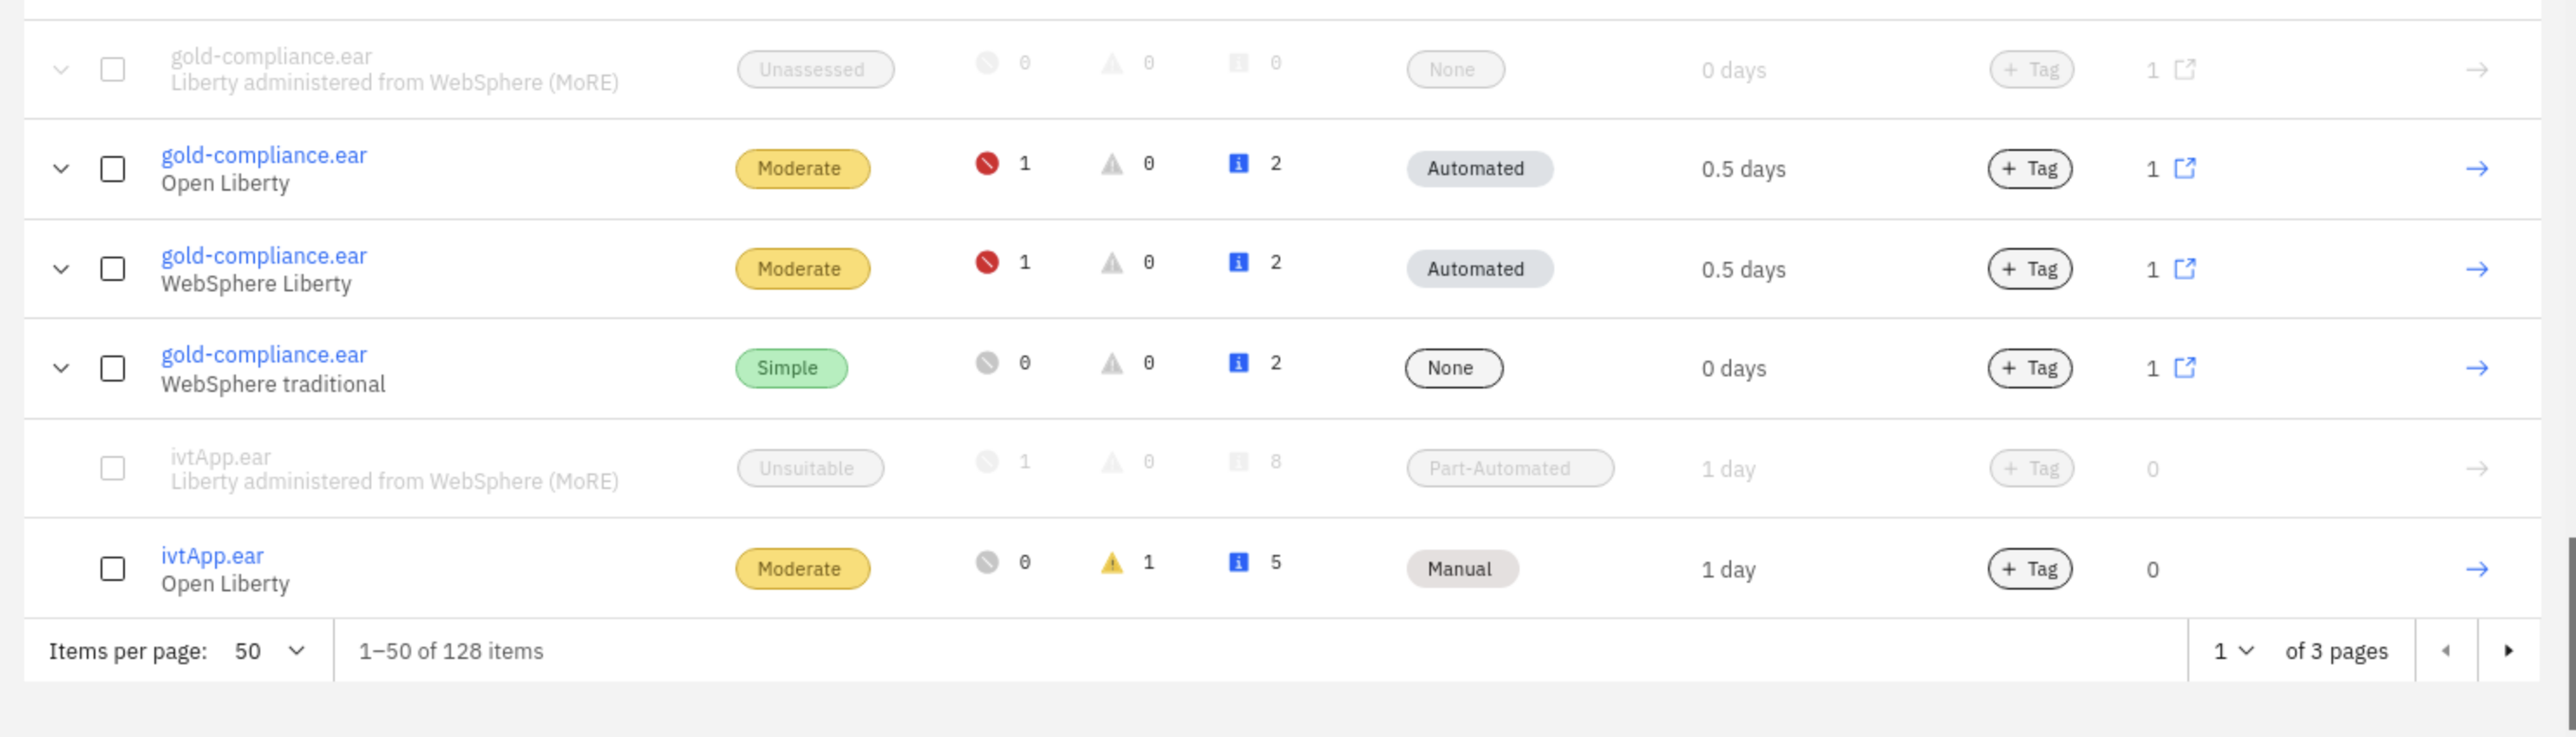 gold-compliance.ear
Liberty administered from WebSphere (MoRE)
Unassessed 0 0 0 None 0 days + Tag 1
gold-compliance.ear
Open Liberty
Moderate 1 0 2 Automated 0.5 days + Tag 1
gold-compliance.ear
WebSphere Liberty
Moderate 1 0 2 Automated 0.5 days + Tag 1
gold-compliance.ear
WebSphere traditional
Simple 0 0 2 None 0 days + Tag 1
ivtApp.ear
Liberty administered from WebSphere (MoRE)
Unsuitable 1 0 8 Part-Automated 1 day + Tag 0
ivtApp.ear
Open Liberty
Moderate 0 1 5 Manual 1 day + Tag 0
Items per page: 50 1–50 of 128 items 1 of 3 pages